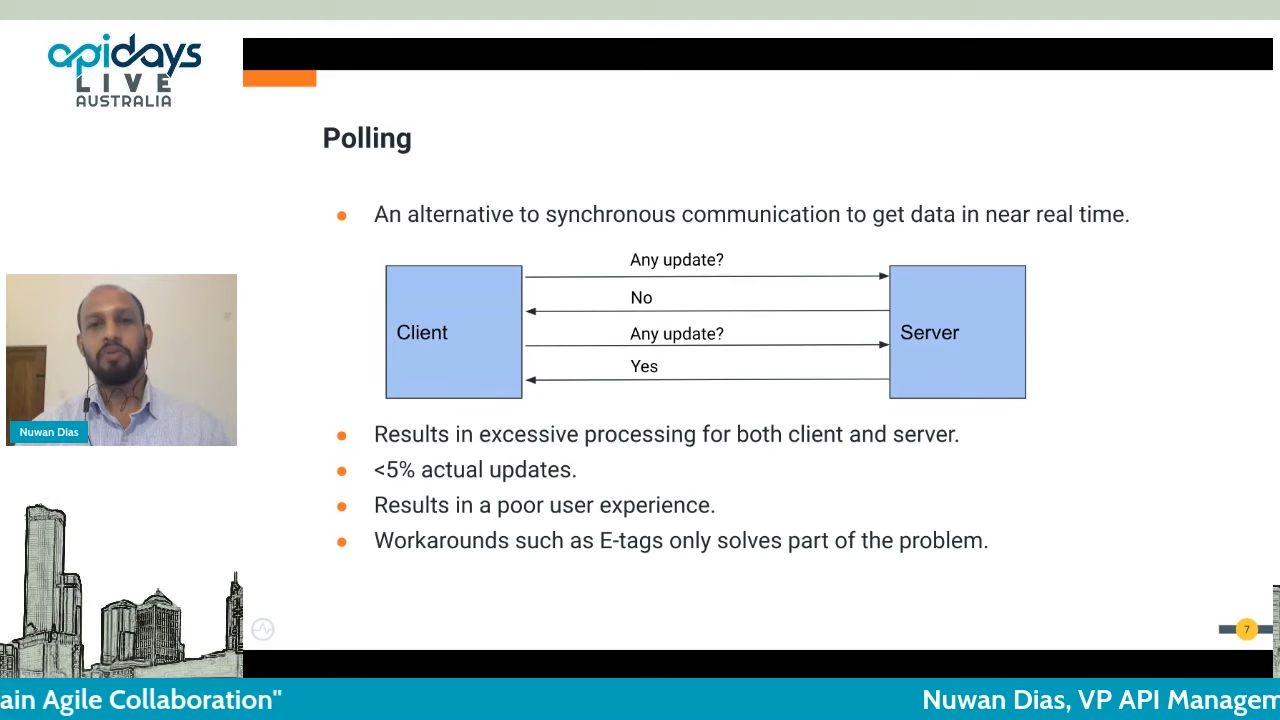 apidays
LIVE
AUSTRALIA
Polling
An alternative to synchronous communication to get data in near real time.
Any update?
No
Any update?
Yes
Client
Server
Results in excessive processing for both client and server.
<5% actual updates.
Results in a poor user experience.
Workarounds such as E-tags only solves part of the problem.
Nuwan Dias
7
ain Agile Collaboration"
Nuwan Dias, VP API Managem